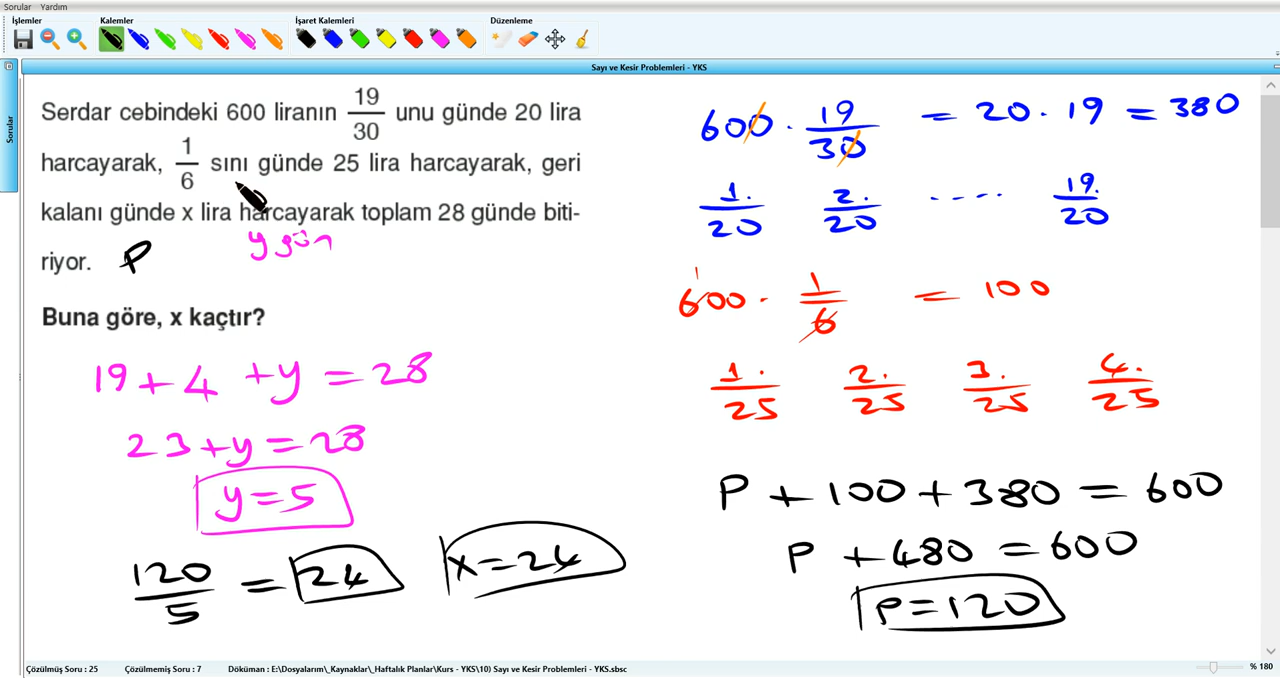 Sorular Yardım
İşlemler Kalemler İşaret Kalemleri Düzenleme
Sayı ve Kesir Problemleri - YKS
Sorular
Serdar cebindeki 600 liranın 19/30 unu günde 20 lira
harcayarak, 1/6 sını günde 25 lira harcayarak, geri
kalanı günde x lira harcayarak toplam 28 günde biti-
riyor. P
y gün
Buna göre, x kaçtır?
19 + 4 + y = 28
23 + y = 28
y = 5
120/5 = 24
x = 24
600 · 19/30 = 20 · 19 = 380
1./20 2./20 .... 19./20
1
600 · 1/6 = 100
1./25 2./25 3./25 4./25
P + 100 + 380 = 600
P + 480 = 600
P = 120
Çözülmüş Soru : 25 Çözülmemiş Soru : 7 Döküman : E:\Dosyalarım\_Kaynaklar\_Haftalık Planlar\Kurs - YKS\10) Sayı ve Kesir Problemleri - YKS.sbsc % 180